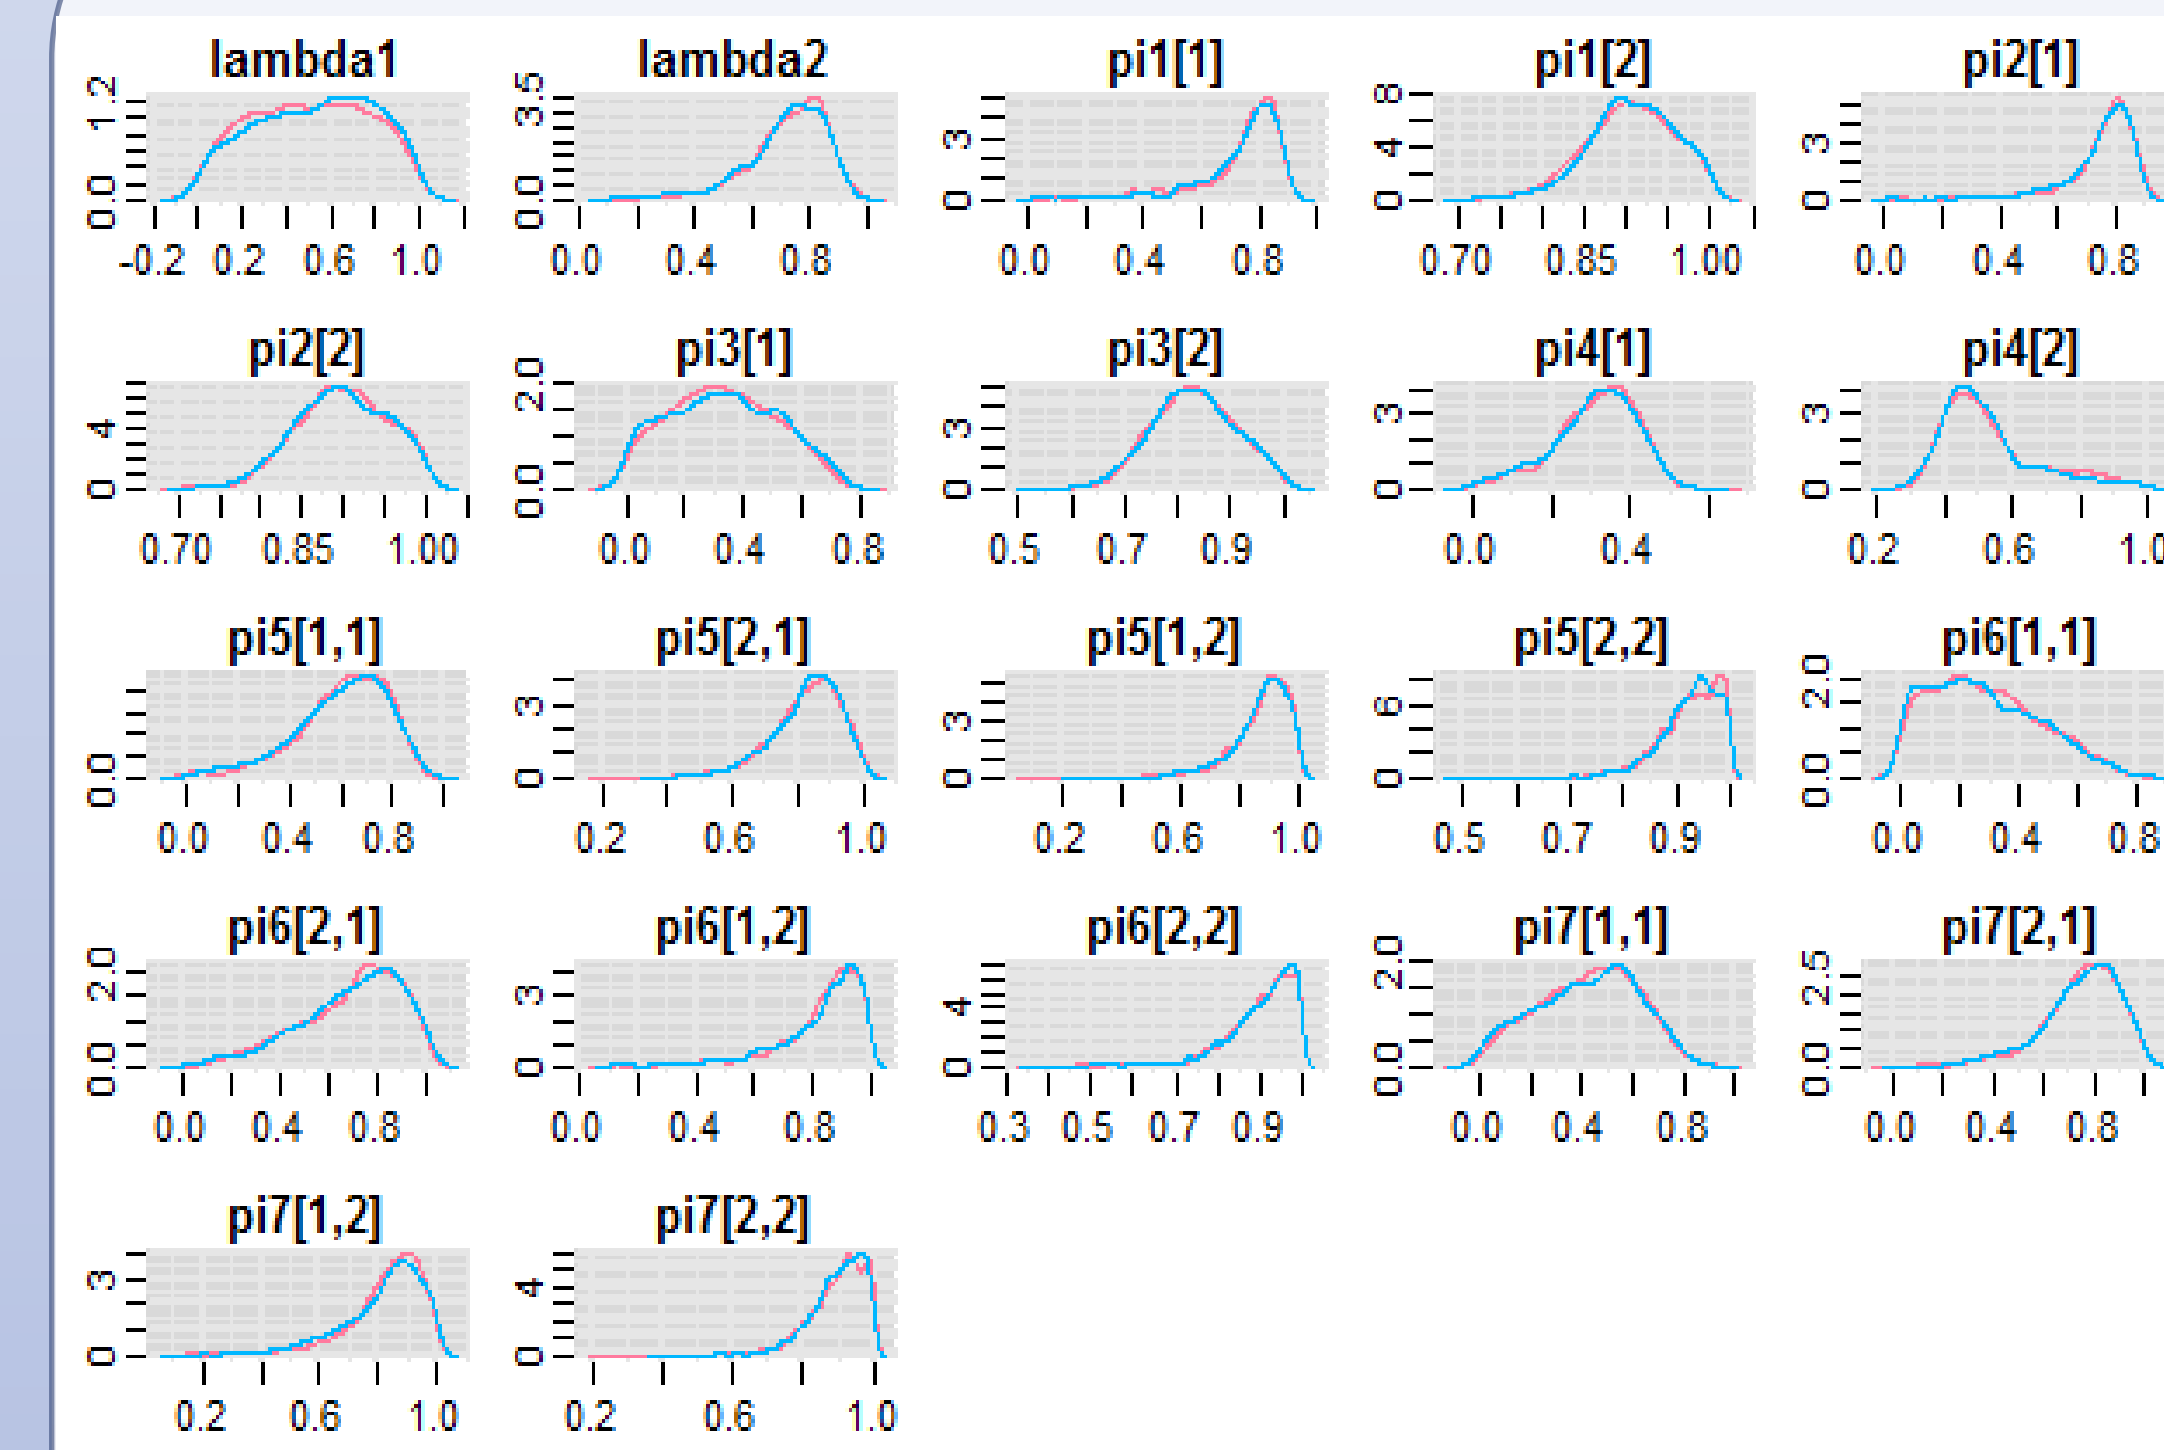 lambda1 lambda2 pi1[1] pi1[2] pi2[1]
0.0 1.2 0.0 3.5 0 3 0 4 8 0 3
-0.2 0.2 0.6 1.0 0.0 0.4 0.8 0.0 0.4 0.8 0.70 0.85 1.00 0.0 0.4 0.8
pi2[2] pi3[1] pi3[2] pi4[1] pi4[2]
0 4 0.0 2.0 0 3 0 3 0 3
0.70 0.85 1.00 0.0 0.4 0.8 0.5 0.7 0.9 0.0 0.4 0.2 0.6 1.0
pi5[1,1] pi5[2,1] pi5[1,2] pi5[2,2] pi6[1,1]
0.0 0 3 0 3 0 6 0.0 2.0
0.0 0.4 0.8 0.2 0.6 1.0 0.2 0.6 1.0 0.5 0.7 0.9 0.0 0.4 0.8
pi6[2,1] pi6[1,2] pi6[2,2] pi7[1,1] pi7[2,1]
0.0 2.0 0 3 0 4 0.0 2.0 0.0 2.5
0.0 0.4 0.8 0.0 0.4 0.8 0.3 0.5 0.7 0.9 0.0 0.4 0.8 0.0 0.4 0.8
pi7[1,2] pi7[2,2]
0 3 0 4
0.2 0.6 1.0 0.2 0.6 1.0